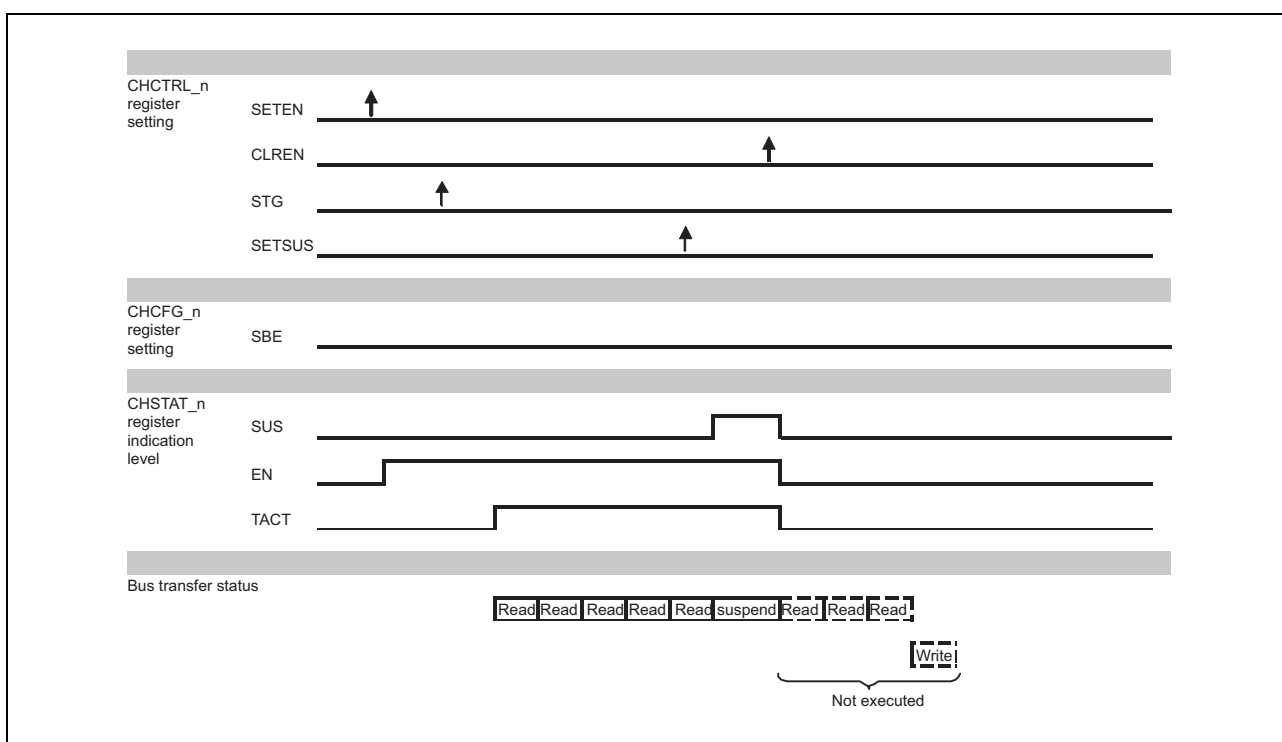 CHCTRL_n
register
setting
SETEN
CLREN
STG
SETSUS
CHCFG_n
register
setting
SBE
CHSTAT_n
register
indication
level
SUS
EN
TACT
Bus transfer status
Read Read Read Read Read suspend Read Read Read
Write
Not executed